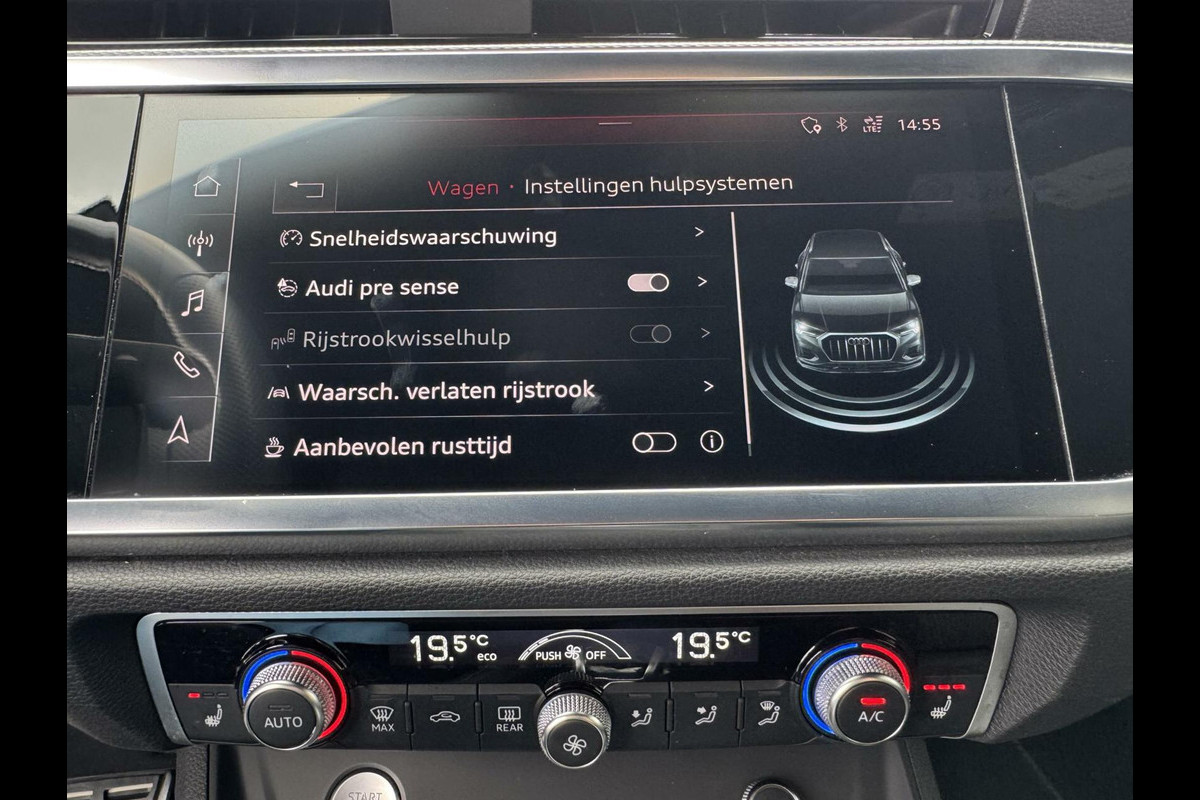 LTE 14:55
Wagen · Instellingen hulpsystemen
Snelheidswaarschuwing
Audi pre sense
Rijstrookwisselhulp
Waarsch. verlaten rijstrook
Aanbevolen rusttijd
19.5°C eco PUSH OFF 19.5°C
AUTO MAX REAR A/C
START